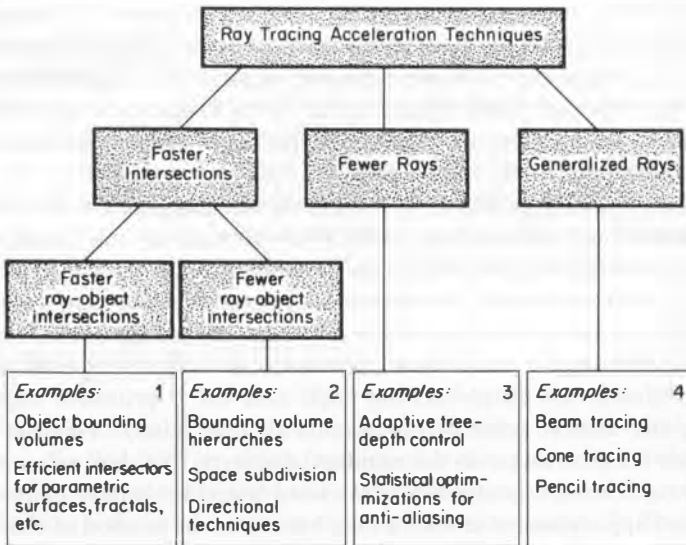 Ray Tracing Acceleration Techniques
Faster
Intersections
Fewer Rays
Generalized Rays
Faster
ray-object
intersections
Fewer
ray-object
intersections
Examples: 1
Object bounding
volumes
Efficient intersectors
for parametric
surfaces, fractals,
etc.
Examples: 2
Bounding volume
hierarchies
Space subdivision
Directional
techniques
Examples: 3
Adaptive tree-
depth control
Statistical optim-
mizations for
anti-aliasing
Examples: 4
Beam tracing
Cone tracing
Pencil tracing